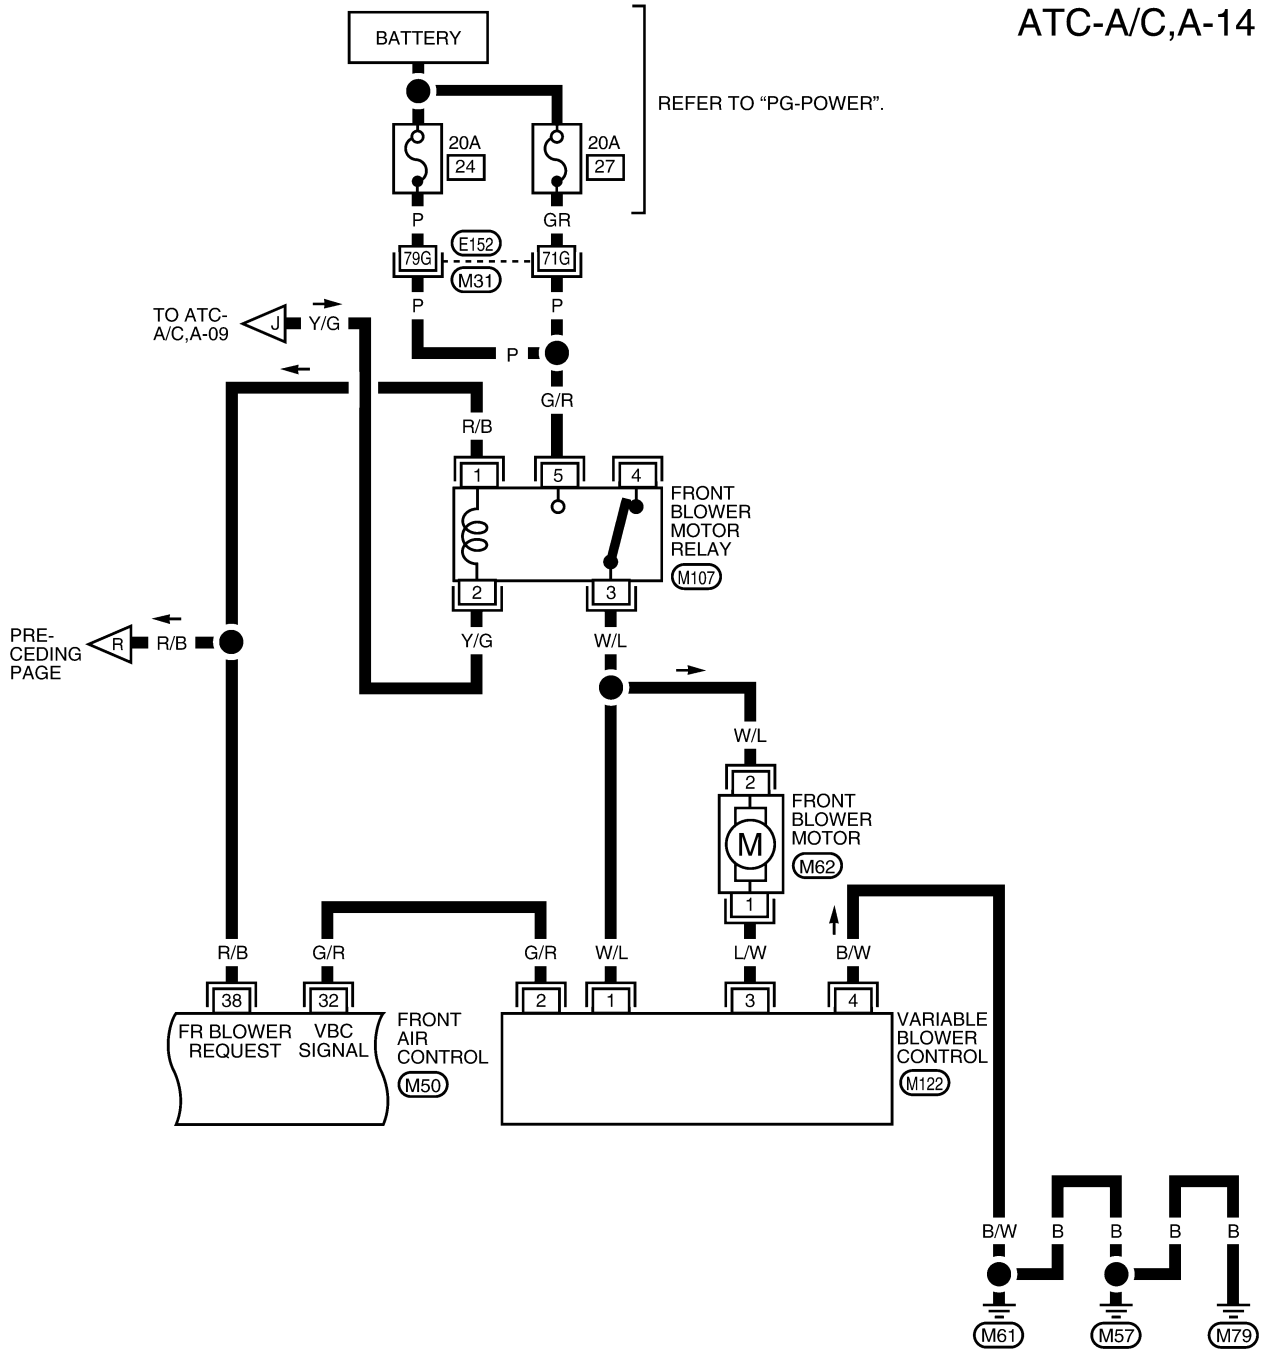 ATC-A/C,A-14
BATTERY
REFER TO “PG-POWER”.
20A
24
20A
27
P
GR
79G
E152
71G
M31
P
P
TO ATC-
A/C,A-09
J
Y/G
P
G/R
R/B
1
5
4
FRONT
BLOWER
MOTOR
RELAY
M107
2
3
PRE-
CEDING
PAGE
R
R/B
Y/G
W/L
W/L
2
FRONT
BLOWER
MOTOR
M
M62
1
R/B
G/R
G/R
W/L
L/W
B/W
38
32
2
1
3
4
FR BLOWER
REQUEST
VBC
SIGNAL
FRONT
AIR
CONTROL
M50
VARIABLE
BLOWER
CONTROL
M122
B/W
B
B
B
B
M61
M57
M79